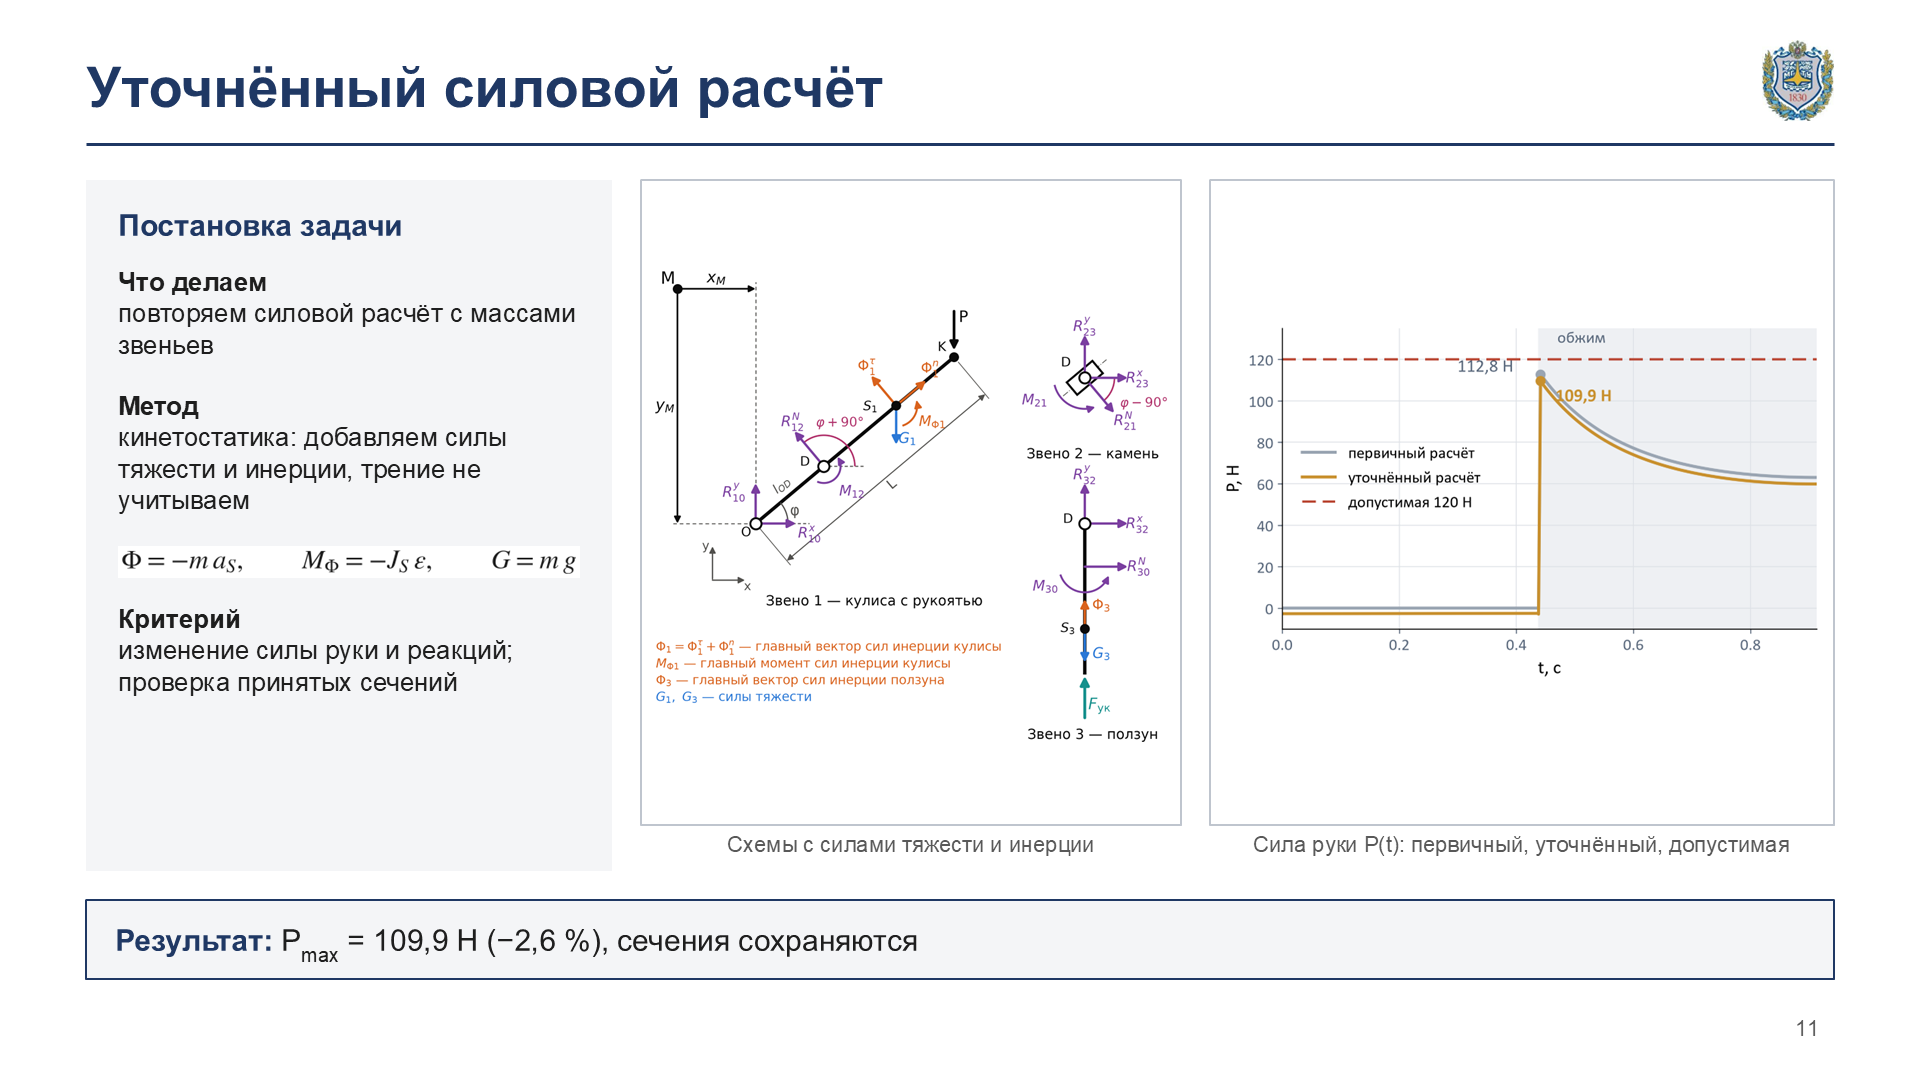 Уточнённый силовой расчёт
1830
Постановка задачи
Что делаем
повторяем силовой расчёт с массами
звеньев
Метод
кинетостатика: добавляем силы
тяжести и инерции, трение не
учитываем
Φ = −m a_S,   M_Φ = −J_S ε,   G = m g
Критерий
изменение силы руки и реакций;
проверка принятых сечений
M
x_M
y_M
P
K
Φ₁^τ
Φ₁^n
S₁
M_Φ1
G₁
R₁₂^N
φ + 90°
D
M₁₂
l_OD
L
R₁₀^y
φ
O
R₁₀^x
y
x
Звено 1 — кулиса с рукоятью
Φ₁ = Φ₁^τ + Φ₁^n — главный вектор сил инерции кулисы
M_Φ1 — главный момент сил инерции кулисы
Φ₃ — главный вектор сил инерции ползуна
G₁, G₃ — силы тяжести
R₂₃^y
D
R₂₃^x
M₂₁
φ − 90°
R₂₁^N
Звено 2 — камень
R₃₂^y
D
R₃₂^x
R₃₀^N
M₃₀
Φ₃
S₃
G₃
F_ук
Звено 3 — ползун
Схемы с силами тяжести и инерции
обжим
120
112,8 Н
109,9 Н
100
80
60
40
20
0
P, Н
первичный расчёт
уточнённый расчёт
допустимая 120 Н
0.0 0.2 0.4 0.6 0.8
t, с
Сила руки P(t): первичный, уточнённый, допустимая
Результат: P_max = 109,9 Н (−2,6 %), сечения сохраняются
11